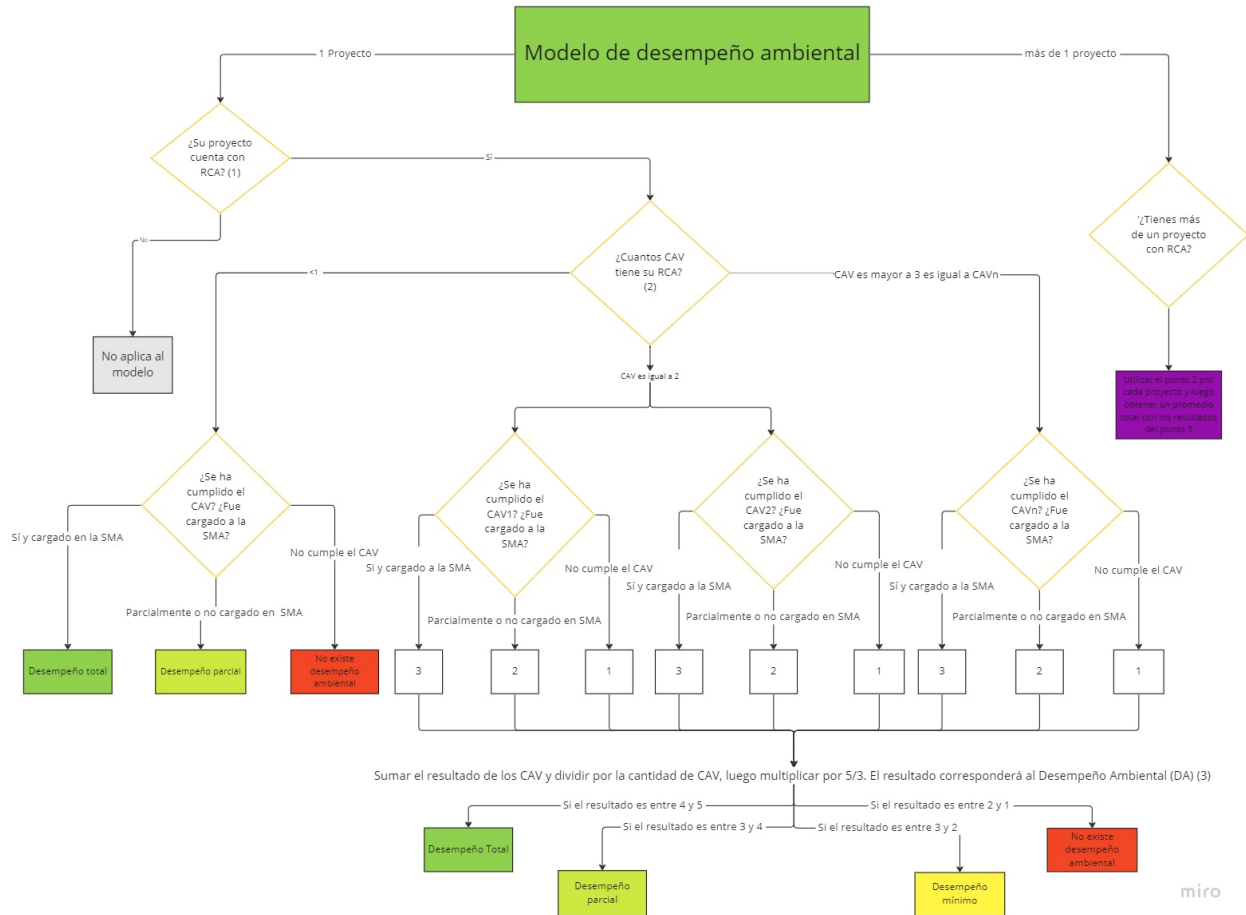 Modelo de desempeño ambiental
1 Proyecto
más de 1 proyecto
¿Su proyecto
cuenta con
RCA? (1)
Sí
No
No aplica al
modelo
¿Cuantos CAV
tiene su RCA?
(2)
'¿Tienes más
de un proyecto
con RCA?
<1
CAV es mayor a 3 es igual a CAVn
CAV es igual a 2
Utilizar el punto 2 por
cada proyecto y luego
obtener un promedio
total con los resultados
del punto 3
¿Se ha
cumplido el
CAV? ¿Fue
cargado a la
SMA?
¿Se ha
cumplido el
CAV1? ¿Fue
cargado a la
SMA?
¿Se ha
cumplido el
CAV2? ¿Fue
cargado a la
SMA?
¿Se ha
cumplido el
CAVn? ¿Fue
cargado a la
SMA?
Sí y cargado en la SMA
No cumple el CAV
Parcialmente o no cargado en SMA
Sí y cargado a la SMA
No cumple el CAV
Parcialmente o no cargado en SMA
Sí y cargado a la SMA
No cumple el CAV
Parcialmente o no cargado en SMA
Sí y cargado a la SMA
No cumple el CAV
Parcialmente o no cargado en SMA
Desempeño total
Desempeño parcial
No existe
desempeño
ambiental
3
2
1
3
2
1
3
2
1
Sumar el resultado de los CAV y dividir por la cantidad de CAV, luego multiplicar por 5/3. El resultado corresponderá al Desempeño Ambiental (DA) (3)
Si el resultado es entre 4 y 5
Si el resultado es entre 2 y 1
Si el resultado es entre 3 y 4
Si el resultado es entre 3 y 2
Desempeño Total
No existe
desempeño
ambiental
Desempeño
parcial
Desempeño
mínimo
miro